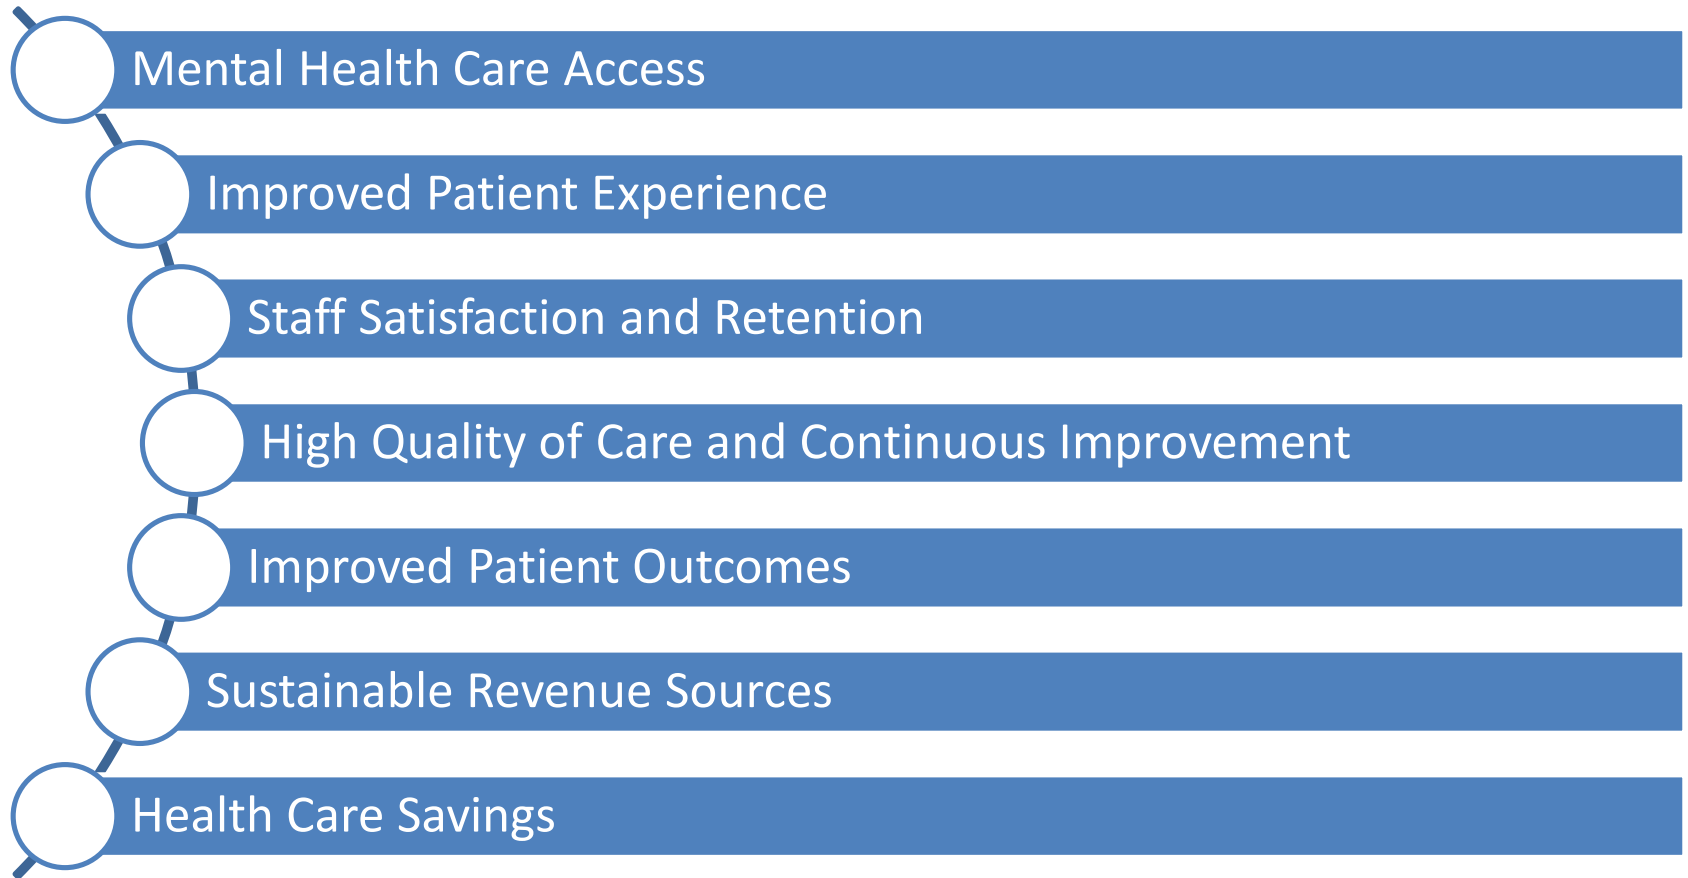 Mental Health Care Access
Improved Patient Experience
Staff Satisfaction and Retention
High Quality of Care and Continuous Improvement
Improved Patient Outcomes
Sustainable Revenue Sources
Health Care Savings